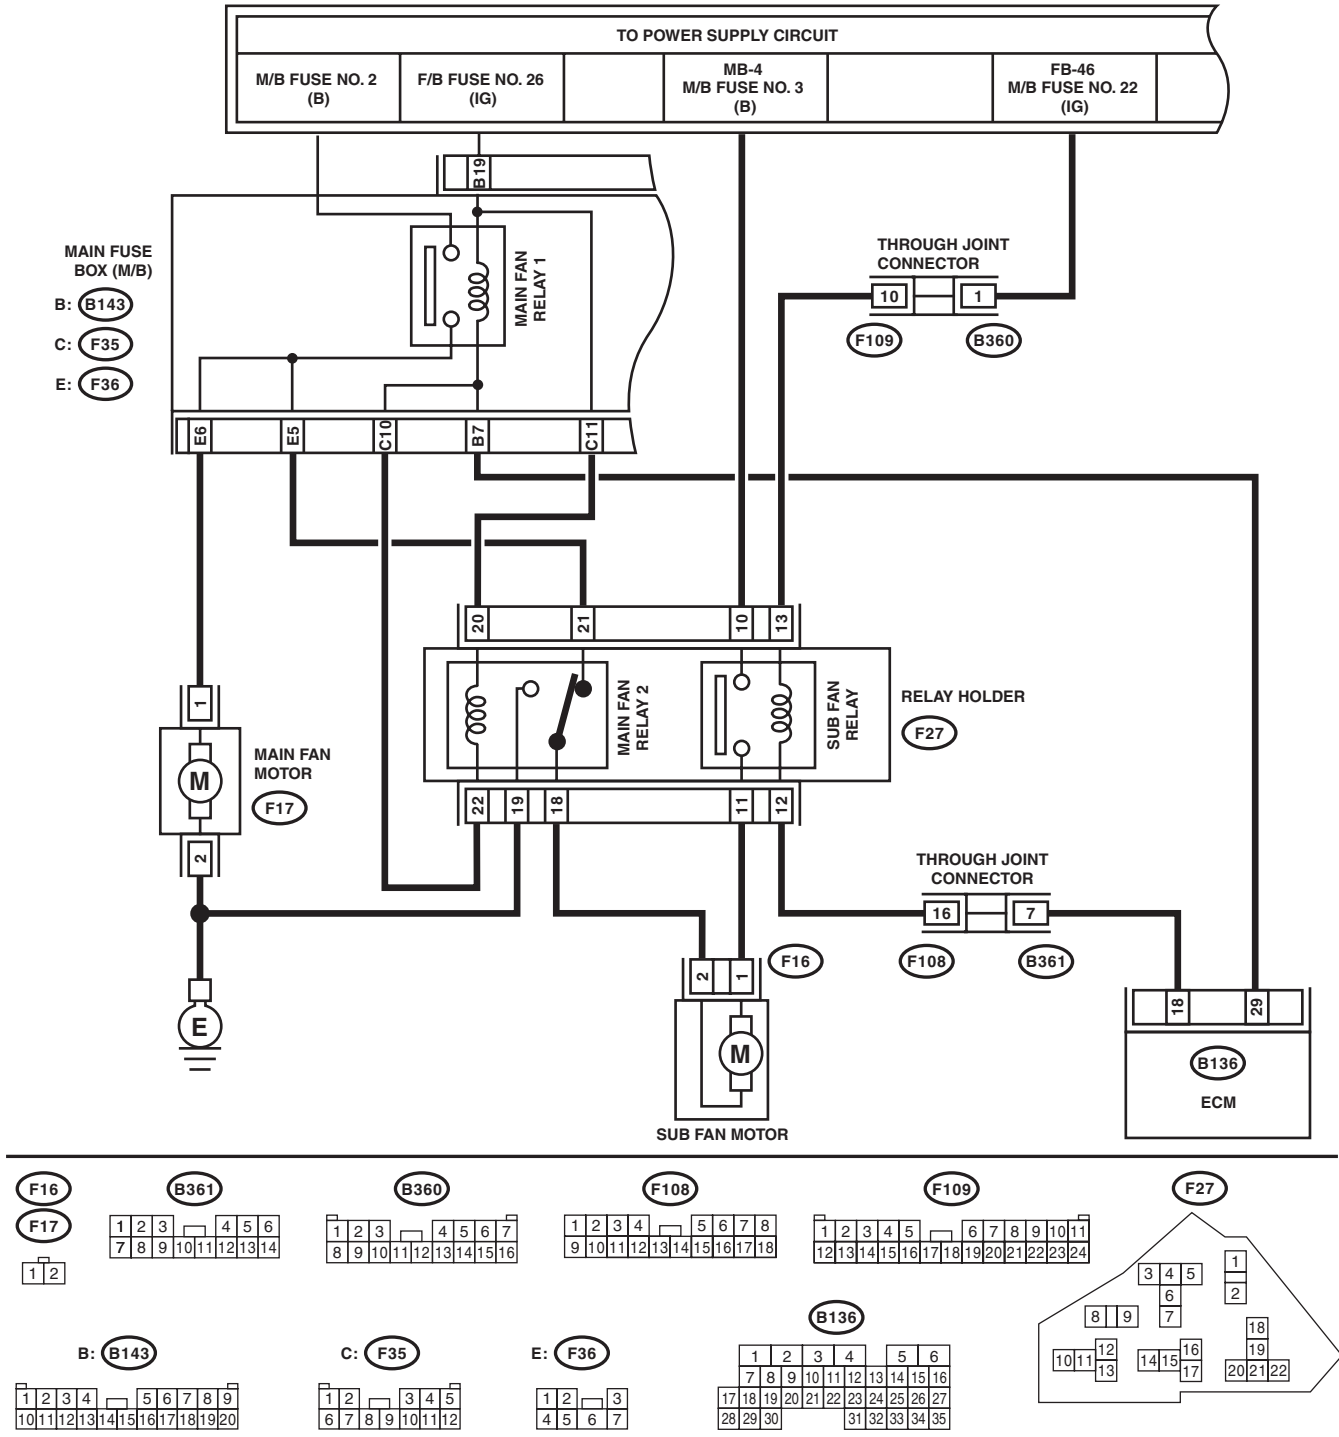 TO POWER SUPPLY CIRCUIT
M/B FUSE NO. 2
(B)
F/B FUSE NO. 26
(IG)
MB-4
M/B FUSE NO. 3
(B)
FB-46
M/B FUSE NO. 22
(IG)
B19
MAIN FUSE
BOX (M/B)
B: B143
C: F35
E: F36
MAIN FAN
RELAY 1
THROUGH JOINT
CONNECTOR
10 1
F109 B360
E6 E5 C10 B7 C11
20 21 10 13
MAIN FAN
RELAY 2
SUB FAN
RELAY
RELAY HOLDER
F27
22 19 18 11 12
1
M
MAIN FAN
MOTOR
F17
2
E
THROUGH JOINT
CONNECTOR
16 7
F108 B361
F16
2 1
M
SUB FAN MOTOR
18 29
B136
ECM
F16
F17
1 2
B361
1 2 3 4 5 6
7 8 9 10 11 12 13 14
B360
1 2 3 4 5 6 7
8 9 10 11 12 13 14 15 16
F108
1 2 3 4 5 6 7 8
9 10 11 12 13 14 15 16 17 18
F109
1 2 3 4 5 6 7 8 9 10 11
12 13 14 15 16 17 18 19 20 21 22 23 24
F27
1
3 4 5
2
6
7
8 9
18
12 16 19
10 11 14 15
13 17 20 21 22
B: B143
1 2 3 4 5 6 7 8 9
10 11 12 13 14 15 16 17 18 19 20
C: F35
1 2 3 4 5
6 7 8 9 10 11 12
E: F36
1 2 3
4 5 6 7
B136
1 2 3 4 5 6
7 8 9 10 11 12 13 14 15 16
17 18 19 20 21 22 23 24 25 26 27
28 29 30 31 32 33 34 35